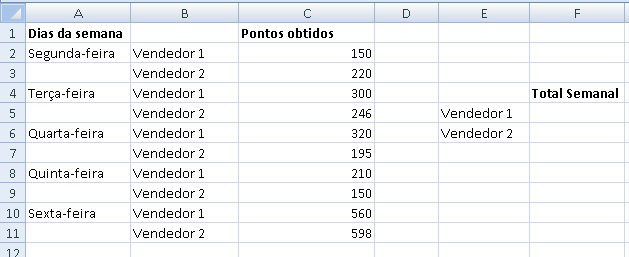 A B C D E F
1 Dias da semana Pontos obtidos
2 Segunda-feira Vendedor 1 150
3 Vendedor 2 220
4 Terça-feira Vendedor 1 300 Total Semanal
5 Vendedor 2 246 Vendedor 1
6 Quarta-feira Vendedor 1 320 Vendedor 2
7 Vendedor 2 195
8 Quinta-feira Vendedor 1 210
9 Vendedor 2 150
10 Sexta-feira Vendedor 1 560
11 Vendedor 2 598
12